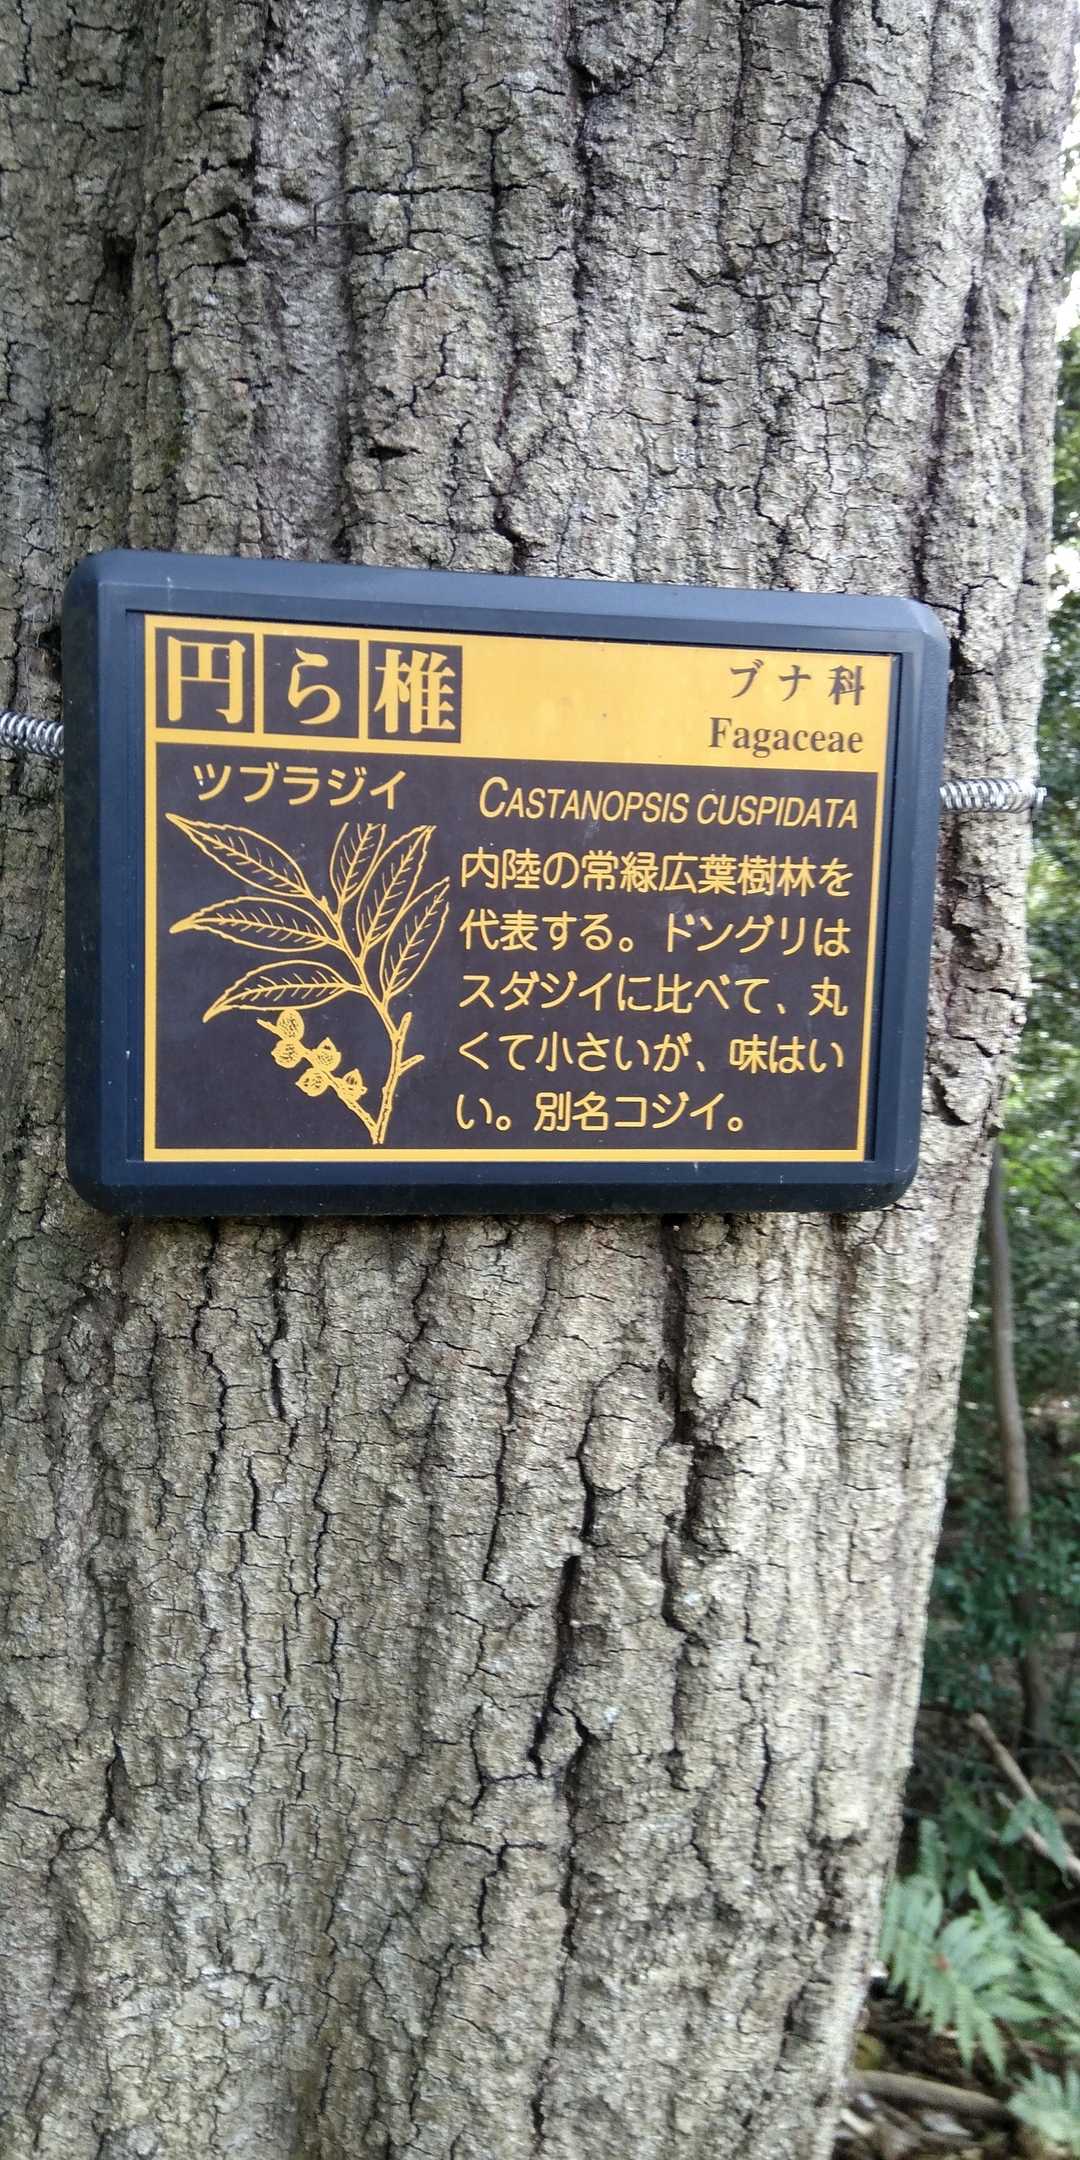 円ら椎
ブナ科
Fagaceae
ツブラジイ
CASTANOPSIS CUSPIDATA
内陸の常緑広葉樹林を
代表する。ドングリは
スダジイに比べて、丸
くて小さいが、味はい
い。別名コジイ。